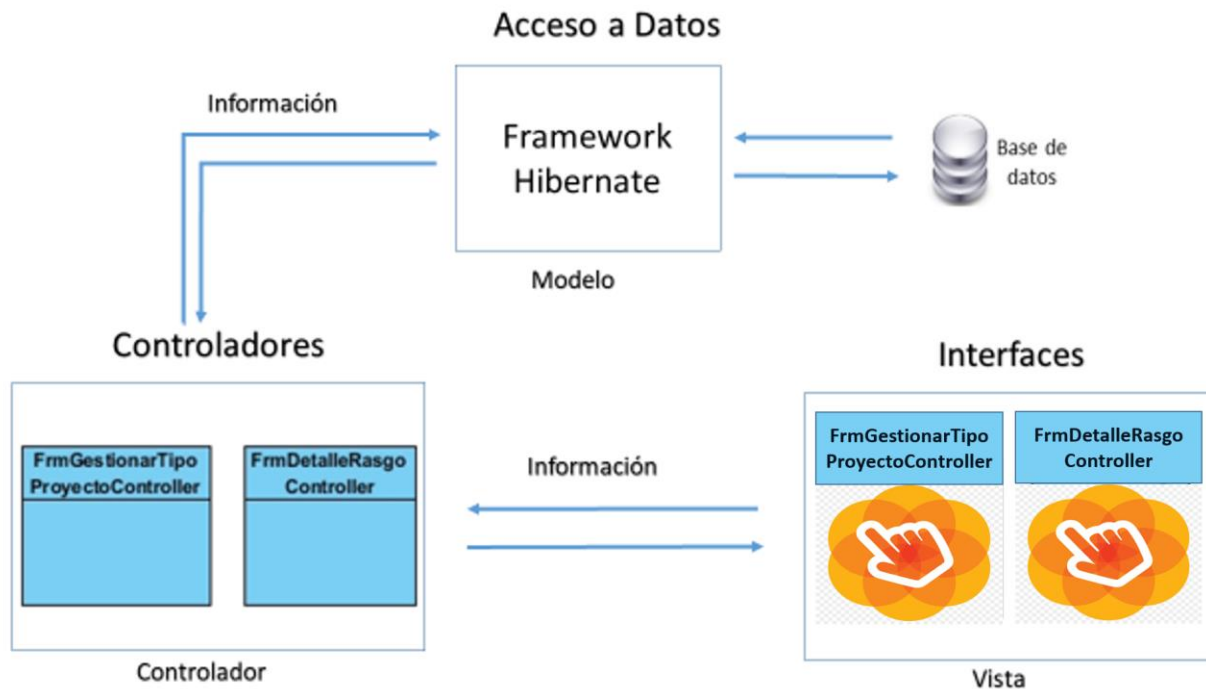 Acceso a Datos
Información
Framework
Hibernate
Base de
datos
Modelo
Controladores
Interfaces
FrmGestionarTipo
ProyectoController
FrmDetalleRasgo
Controller
Información
FrmGestionarTipo
ProyectoController
FrmDetalleRasgo
Controller
Controlador
Vista